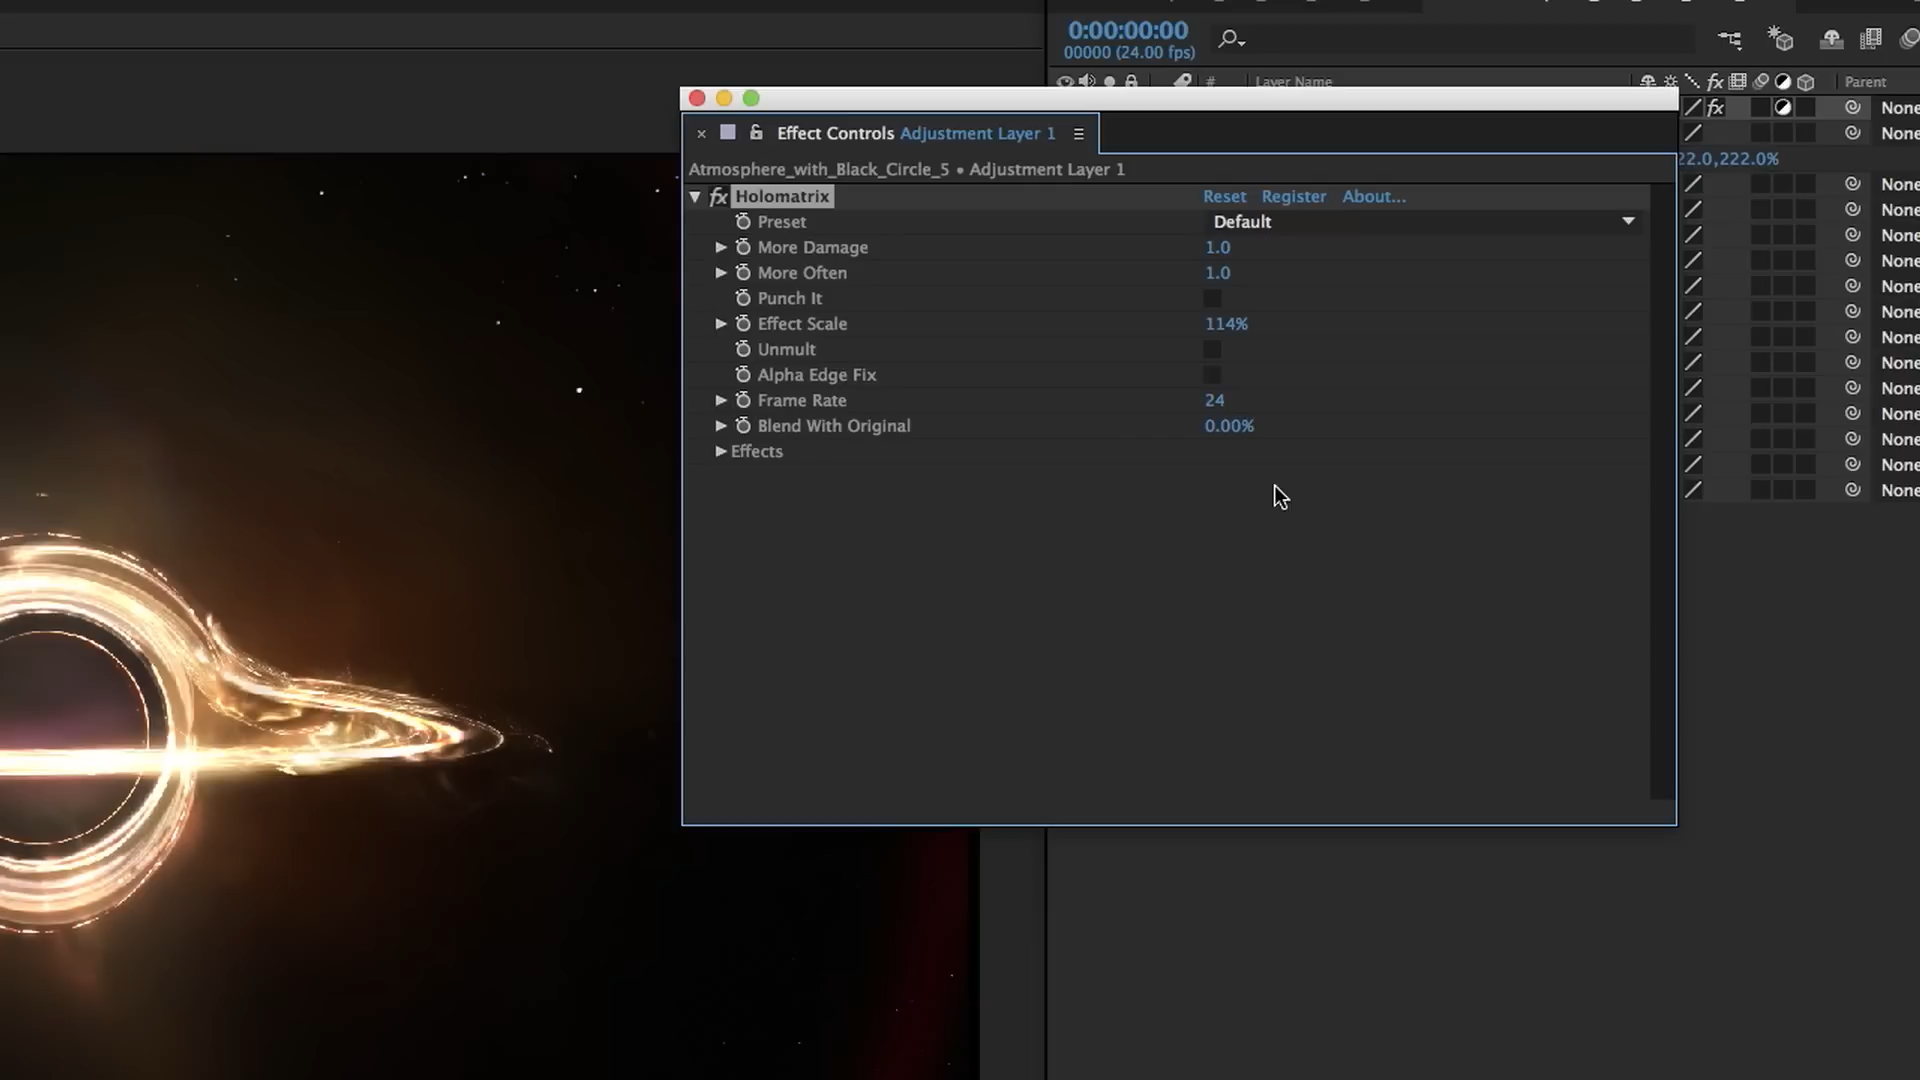 0:00:00:00
00000 (24.00 fps)
# Layer Name Parent
Effect Controls Adjustment Layer 1
Atmosphere_with_Black_Circle_5 • Adjustment Layer 1
fx Holomatrix Reset Register About...
Preset Default
More Damage 1.0
More Often 1.0
Punch It
Effect Scale 114%
Unmult
Alpha Edge Fix
Frame Rate 24
Blend With Original 0.00%
Effects
fx None
None
22.0,222.0%
None
None
None
None
None
None
None
None
None
None
None
None
None